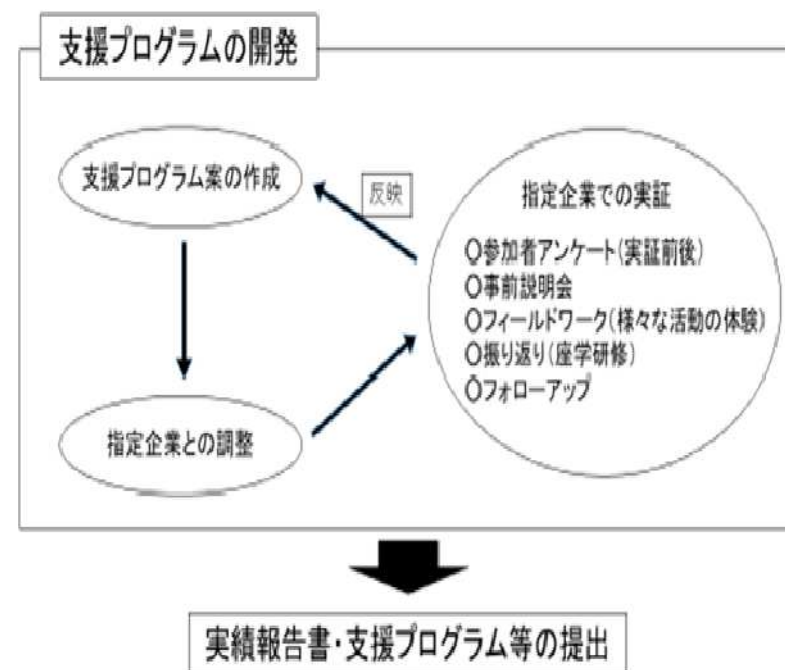 支援プログラムの開発
支援プログラム案の作成
反映
指定企業での実証
〇参加者アンケート(実証前後)
〇事前説明会
〇フィールドワーク(様々な活動の体験)
〇振り返り(座学研修)
〇フォローアップ
指定企業との調整
実績報告書・支援プログラム等の提出